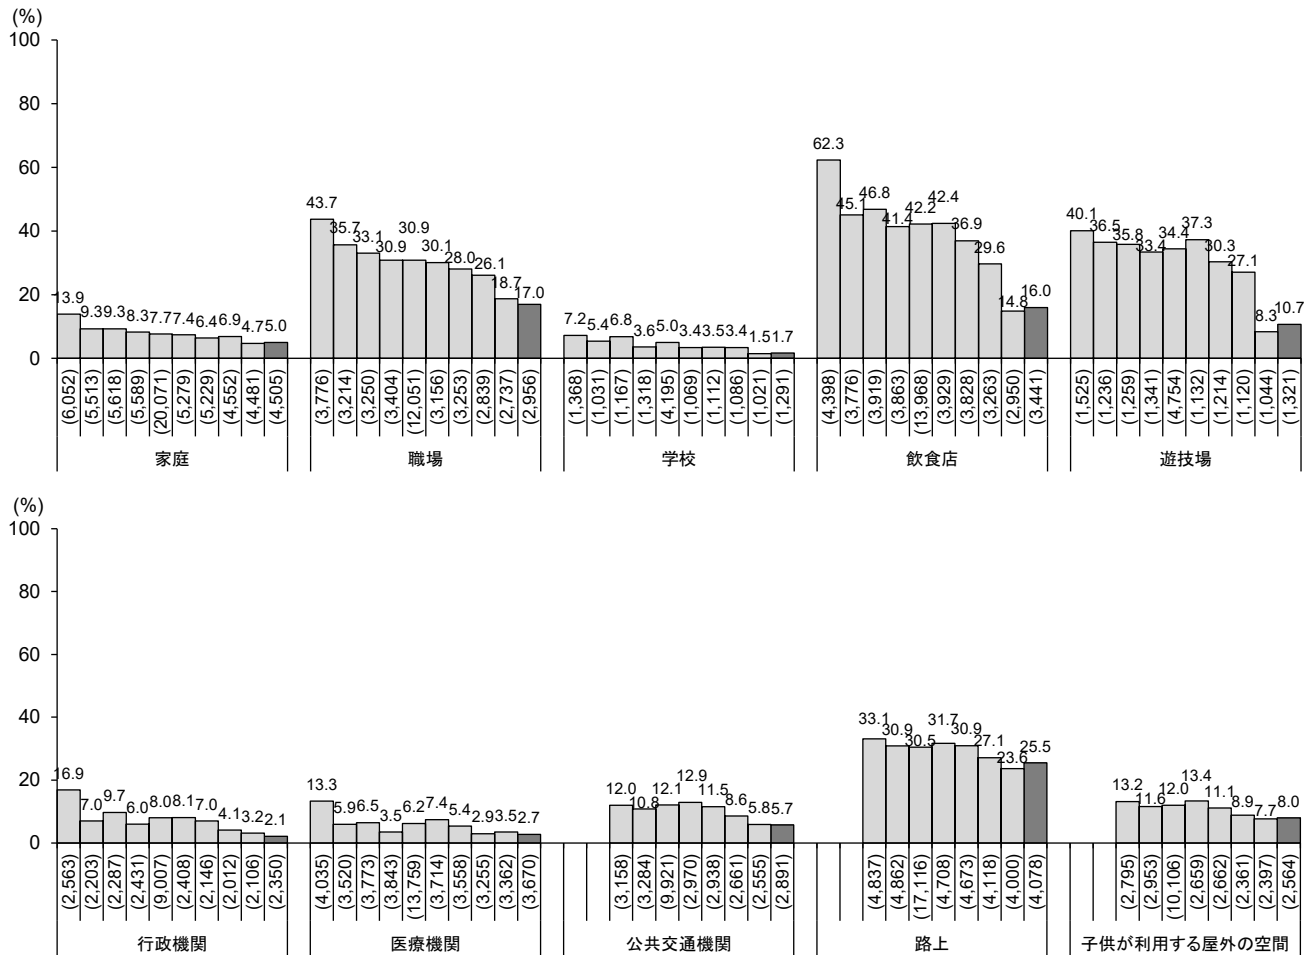 (%)
100
80
60
40
20
0
13.9 9.3 9.3 8.3 7.7 7.4 6.4 6.9 4.7 5.0
43.7 35.7 33.1 30.9 30.9 30.1 28.0 26.1 18.7 17.0
7.2 5.4 6.8 3.6 5.0 3.4 3.5 3.4 1.5 1.7
62.3 45.1 46.8 41.4 42.2 42.4 36.9 29.6 14.8 16.0
40.1 36.5 35.8 33.4 34.4 37.3 30.3 27.1 8.3 10.7
(6,052) (5,513) (5,618) (5,589) (20,071) (5,279) (5,229) (4,552) (4,481) (4,505)
(3,776) (3,214) (3,250) (3,404) (12,051) (3,156) (3,253) (2,839) (2,737) (2,956)
(1,368) (1,031) (1,167) (1,318) (4,195) (1,069) (1,112) (1,086) (1,021) (1,291)
(4,398) (3,776) (3,919) (3,863) (13,968) (3,929) (3,828) (3,263) (2,950) (3,441)
(1,525) (1,236) (1,259) (1,341) (4,754) (1,132) (1,214) (1,120) (1,044) (1,321)
家庭 職場 学校 飲食店 遊技場
(%)
100
80
60
40
20
0
16.9 7.0 9.7 6.0 8.0 8.1 7.0 4.1 3.2 2.1
13.3 5.9 6.5 3.5 6.2 7.4 5.4 2.9 3.5 2.7
12.0 10.8 12.1 12.9 11.5 8.6 5.8 5.7
33.1 30.9 30.5 31.7 30.9 27.1 23.6 25.5
13.2 11.6 12.0 13.4 11.1 8.9 7.7 8.0
(2,563) (2,203) (2,287) (2,431) (9,007) (2,408) (2,146) (2,012) (2,106) (2,350)
(4,035) (3,520) (3,773) (3,843) (13,759) (3,714) (3,558) (3,255) (3,362) (3,670)
(3,158) (3,284) (9,921) (2,970) (2,938) (2,661) (2,555) (2,891)
(4,837) (4,862) (17,116) (4,708) (4,673) (4,118) (4,000) (4,078)
(2,795) (2,953) (10,106) (2,659) (2,662) (2,361) (2,397) (2,564)
行政機関 医療機関 公共交通機関 路上 子供が利用する屋外の空間